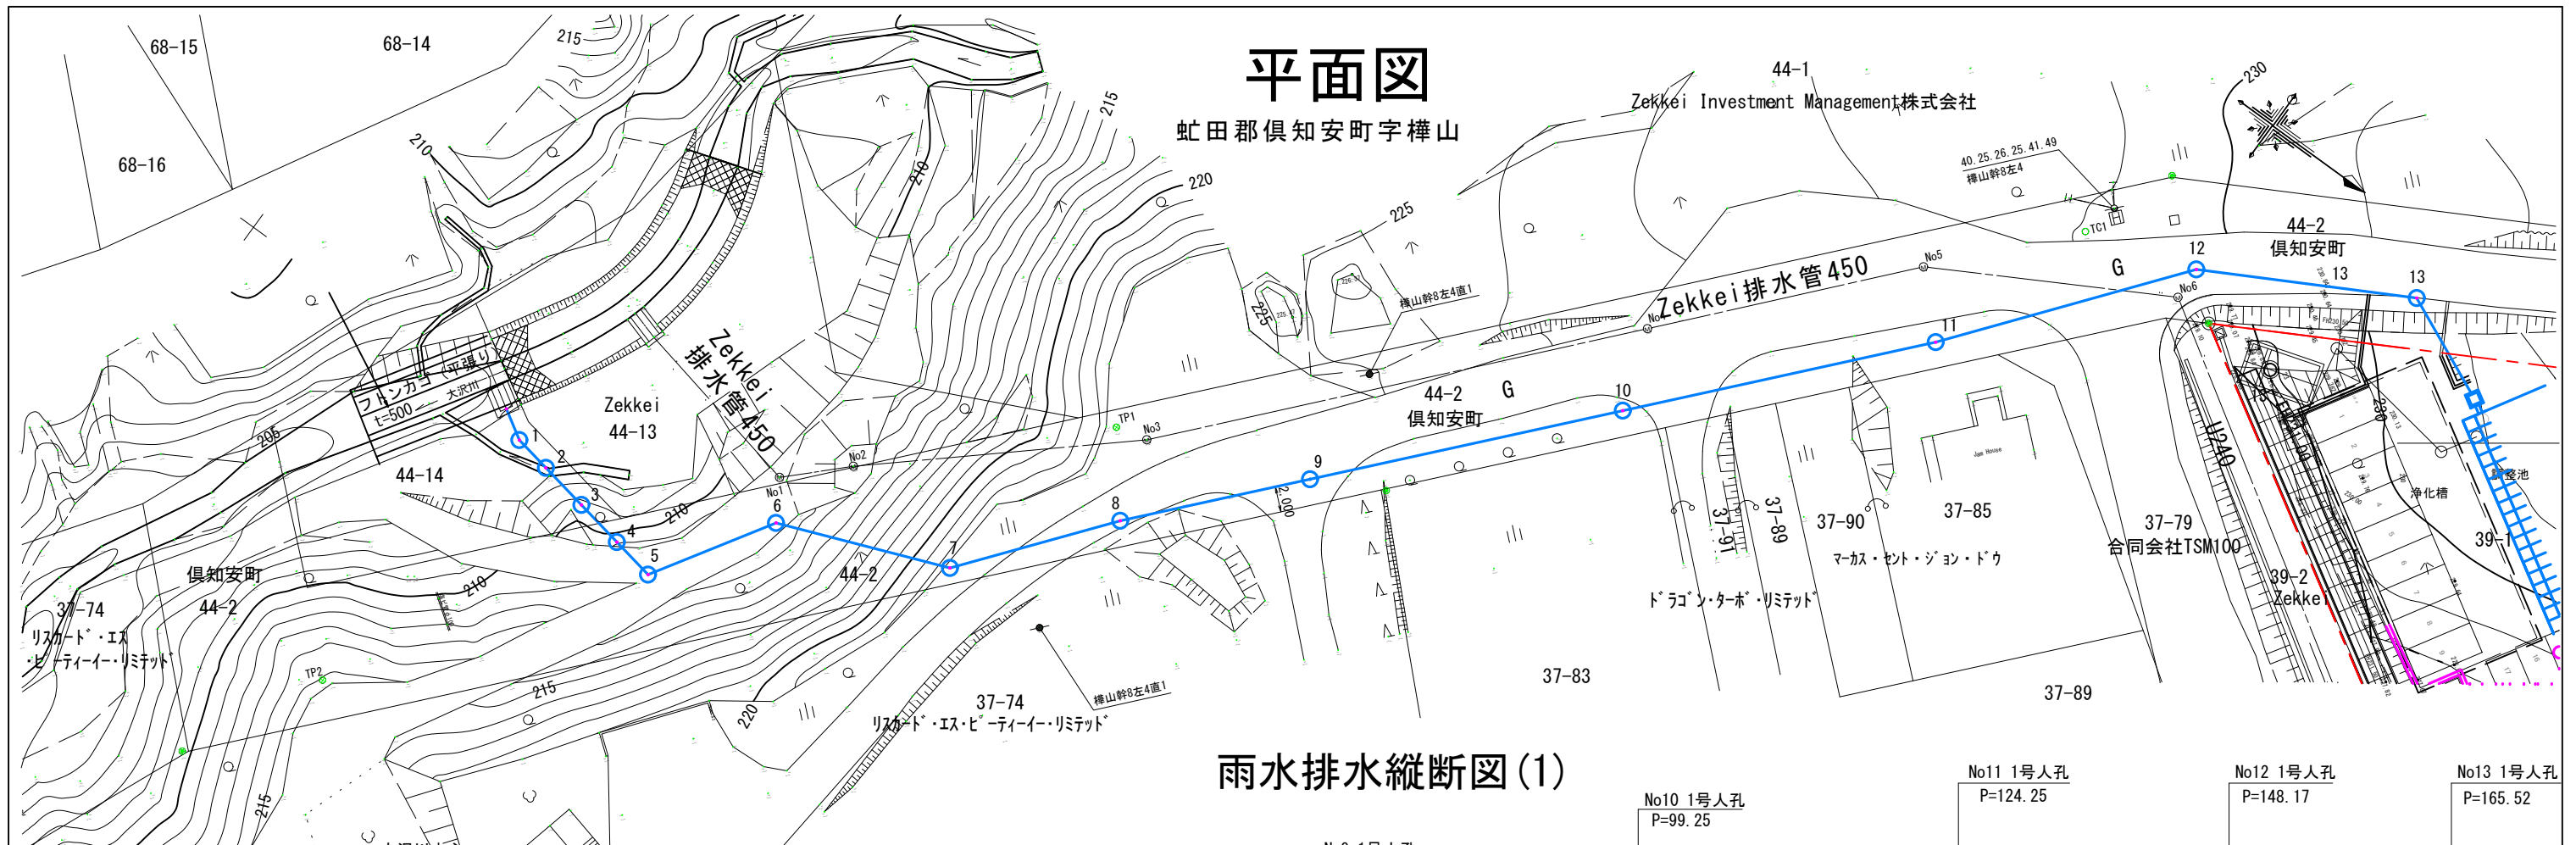 平面図
虻田郡倶知安町字樺山
68-15
68-14
68-16
215
210
210
215
220
225
225
44-1
Zekkei Investment Management株式会社
40.25.26.25.41.49
樺山幹8左4
230
TC1
44-2
倶知安町
12
13
13
No5
No6
G
Zekkei排水管450
樺山幹8左4直1
11
10
44-2
倶知安町
G
フトンカゴ（平張り）
t=500
大沢川
205
Zekkei
排水管450
Zekkei
44-13
44-14
1
2
3
4
5
6
7
8
9
No1
No2
No3
TP1
2.000
210
44-2
倶知安町
44-2
210
37-74
リスカード・エス
・ピーティーイー・リミテッド
TP2
215
220
215
37-74
リスカード・エス・ピーティーイー・リミテッド
樺山幹8左4直1
37-83
37-91
37-89
37-90
マーカス・セント・ジョン・ドウ
ドラゴン・ターボ・リミテッド
Jam House
37-85
37-79
合同会社TSM100
37-89
U240
230
浄化槽
39-1
39-2
Zekkei
雨水排水縦断図(1)
No10 1号人孔
P=99.25
No11 1号人孔
P=124.25
No12 1号人孔
P=148.17
No13 1号人孔
P=165.52